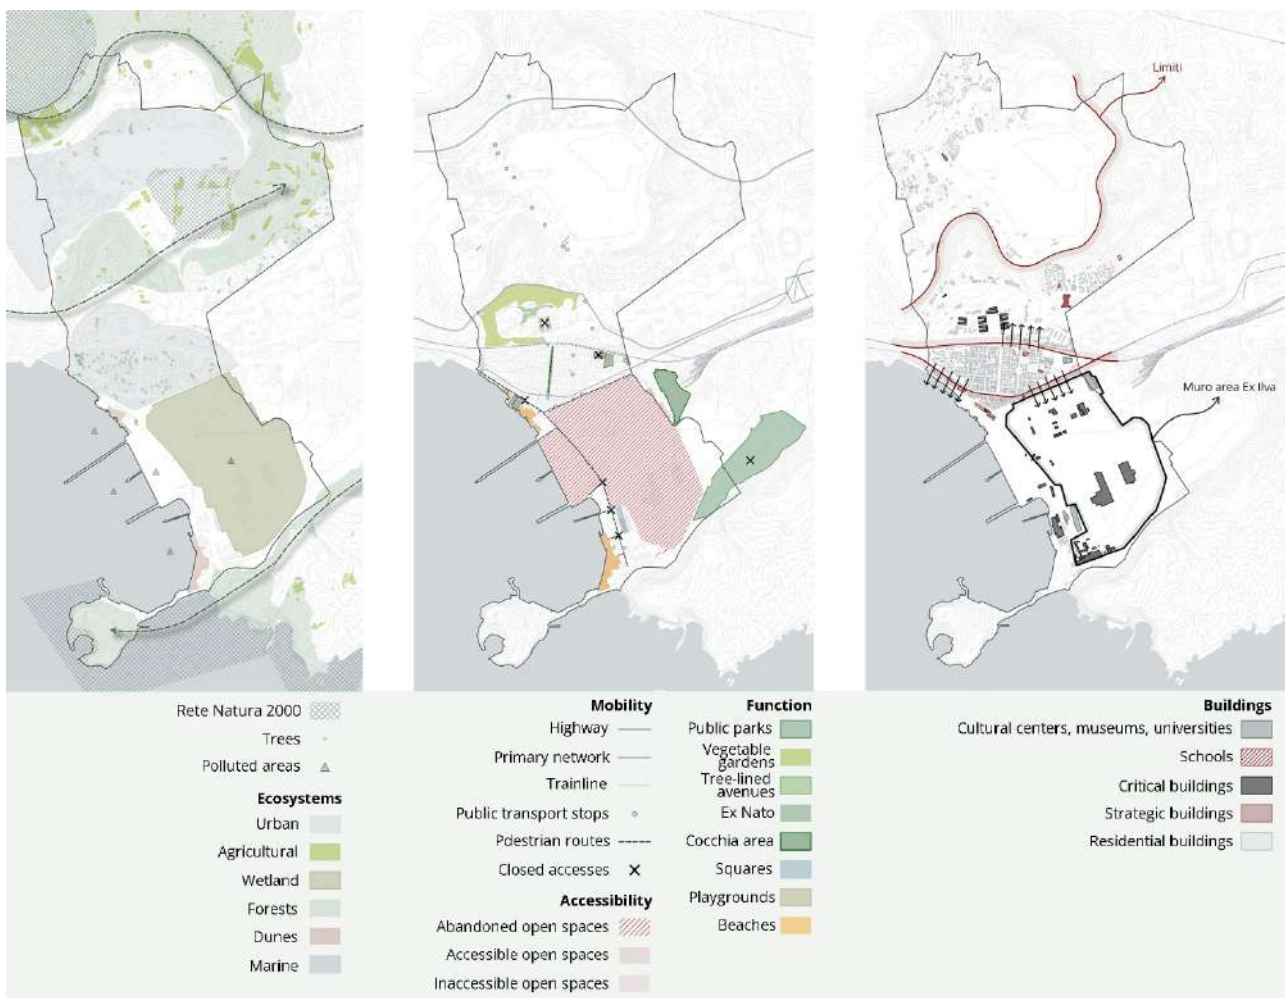 Limiti
Muro area Ex Ilva
Rete Natura 2000
Trees
Polluted areas
Ecosystems
Urban
Agricultural
Wetland
Forests
Dunes
Marine
Mobility
Highway
Primary network
Trainline
Public transport stops
Pdestrian routes
Closed accesses
Accessibility
Abandoned open spaces
Accessible open spaces
Inaccessible open spaces
Function
Public parks
Vegetable
gardens
Tree-lined
avenues
Ex Nato
Cocchia area
Squares
Playgrounds
Beaches
Buildings
Cultural centers, museums, universities
Schools
Critical buildings
Strategic buildings
Residential buildings